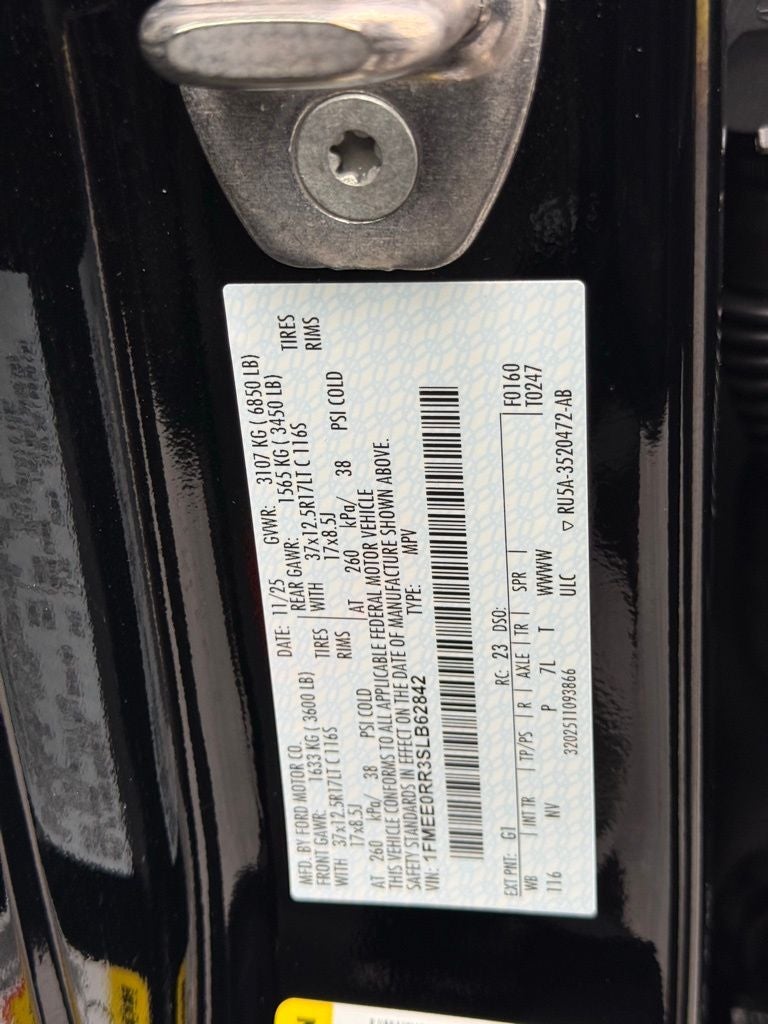 MFD. BY FORD MOTOR CO.
DATE: 11/25 GVWR: 3107 KG ( 6850 LB)
FRONT GAWR: 1633 KG ( 3600 LB)
REAR GAWR: 1565 KG ( 3450 LB)
WITH 37x12.5R17LT C 116S TIRES
WITH 37x12.5R17LT C 116S TIRES
17x8.5J RIMS
17x8.5J RIMS
AT 260 kPa/ 38 PSI COLD
AT 260 kPa/ 38 PSI COLD
THIS VEHICLE CONFORMS TO ALL APPLICABLE FEDERAL MOTOR VEHICLE
SAFETY STANDARDS IN EFFECT ON THE DATE OF MANUFACTURE SHOWN ABOVE.
VIN: 1FMEE0RR3SLB62842 TYPE: MPV
EXT PNT: G1 RC: 23 DSO: F0160
WB INT TR TP/PS R AXLE TR SPR T0247
116 NV P 7L T WWWW
3202511093866 ULC ▽ RU5A-3520472-AB